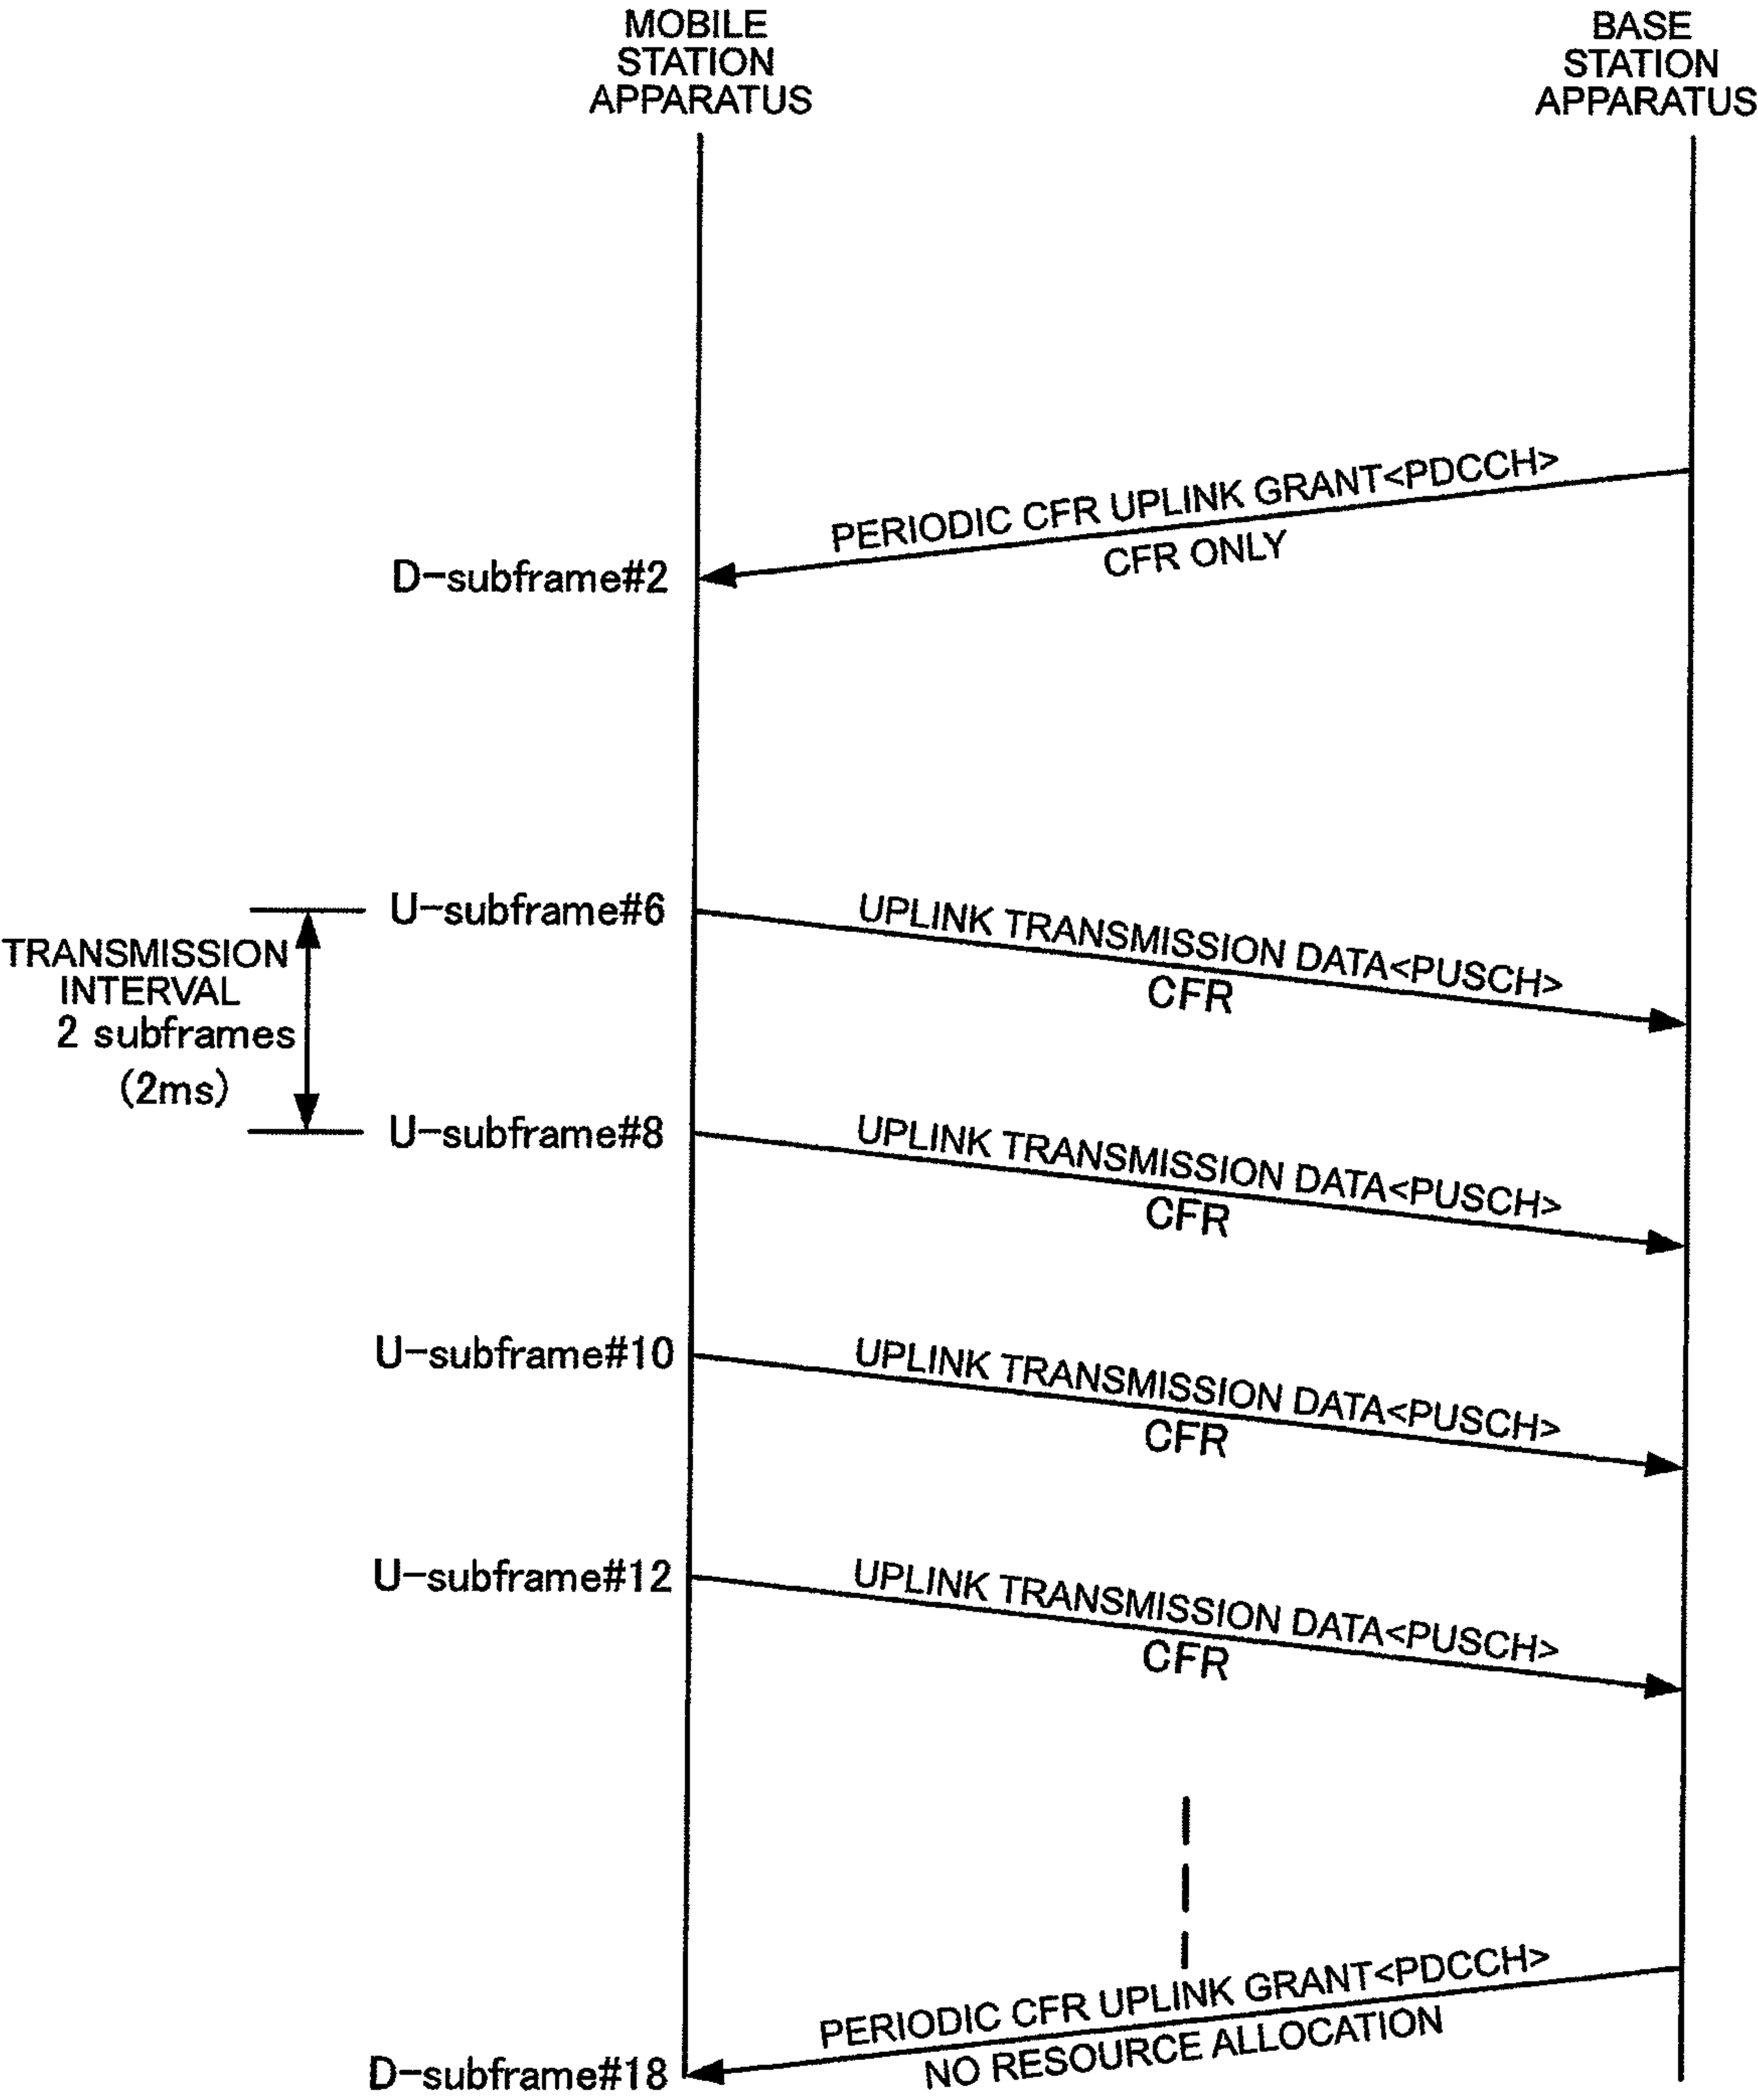 MOBILE
STATION
APPARATUS
BASE
STATION
APPARATUS
PERIODIC CFR UPLINK GRANT<PDCCH>
CFR ONLY
D-subframe#2
U-subframe#6
UPLINK TRANSMISSION DATA<PUSCH>
CFR
TRANSMISSION
INTERVAL
2 subframes
(2ms)
U-subframe#8
UPLINK TRANSMISSION DATA<PUSCH>
CFR
U-subframe#10
UPLINK TRANSMISSION DATA<PUSCH>
CFR
U-subframe#12
UPLINK TRANSMISSION DATA<PUSCH>
CFR
PERIODIC CFR UPLINK GRANT<PDCCH>
NO RESOURCE ALLOCATION
D-subframe#18